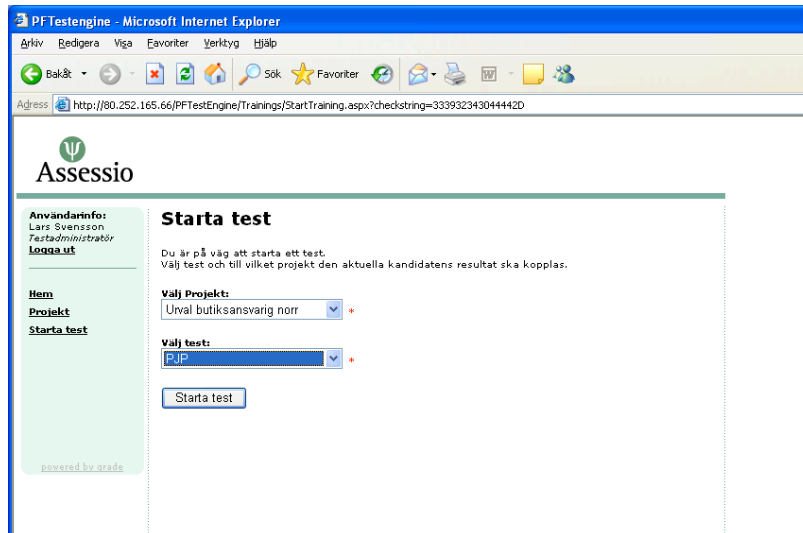 PFTestengine - Microsoft Internet Explorer
Arkiv Redigera Visa Favoriter Verktyg Hjälp
Bakåt Sök Favoriter
Adress http://80.252.165.66/PFTestEngine/Trainings/StartTraining.aspx?checkstring=333932343044442D
Ψ
Assessio
Användarinfo:
Lars Svensson
Testadministratör
Logga ut
Hem
Projekt
Starta test
powered by grade
Starta test
Du är på väg att starta ett test.
Välj test och till vilket projekt den aktuella kandidatens resultat ska kopplas.
Välj Projekt:
Urval butiksansvarig norr *
Välj test:
PJP *
Starta test